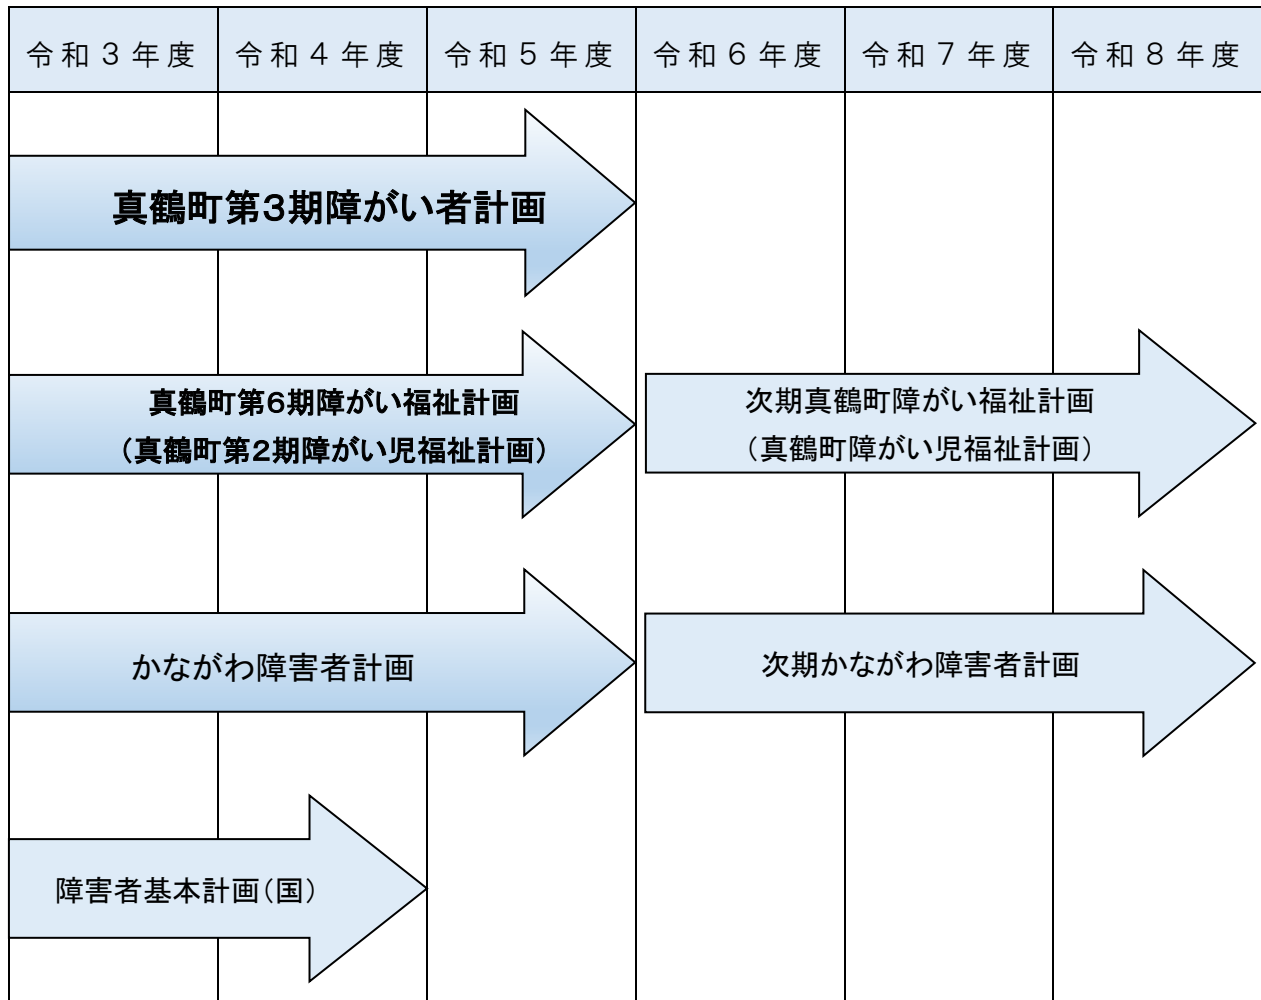 令和３年度 令和４年度 令和５年度 令和６年度 令和７年度 令和８年度
真鶴町第３期障がい者計画
真鶴町第６期障がい福祉計画
（真鶴町第２期障がい児福祉計画）
次期真鶴町障がい福祉計画
（真鶴町障がい児福祉計画）
かながわ障害者計画
次期かながわ障害者計画
障害者基本計画（国）